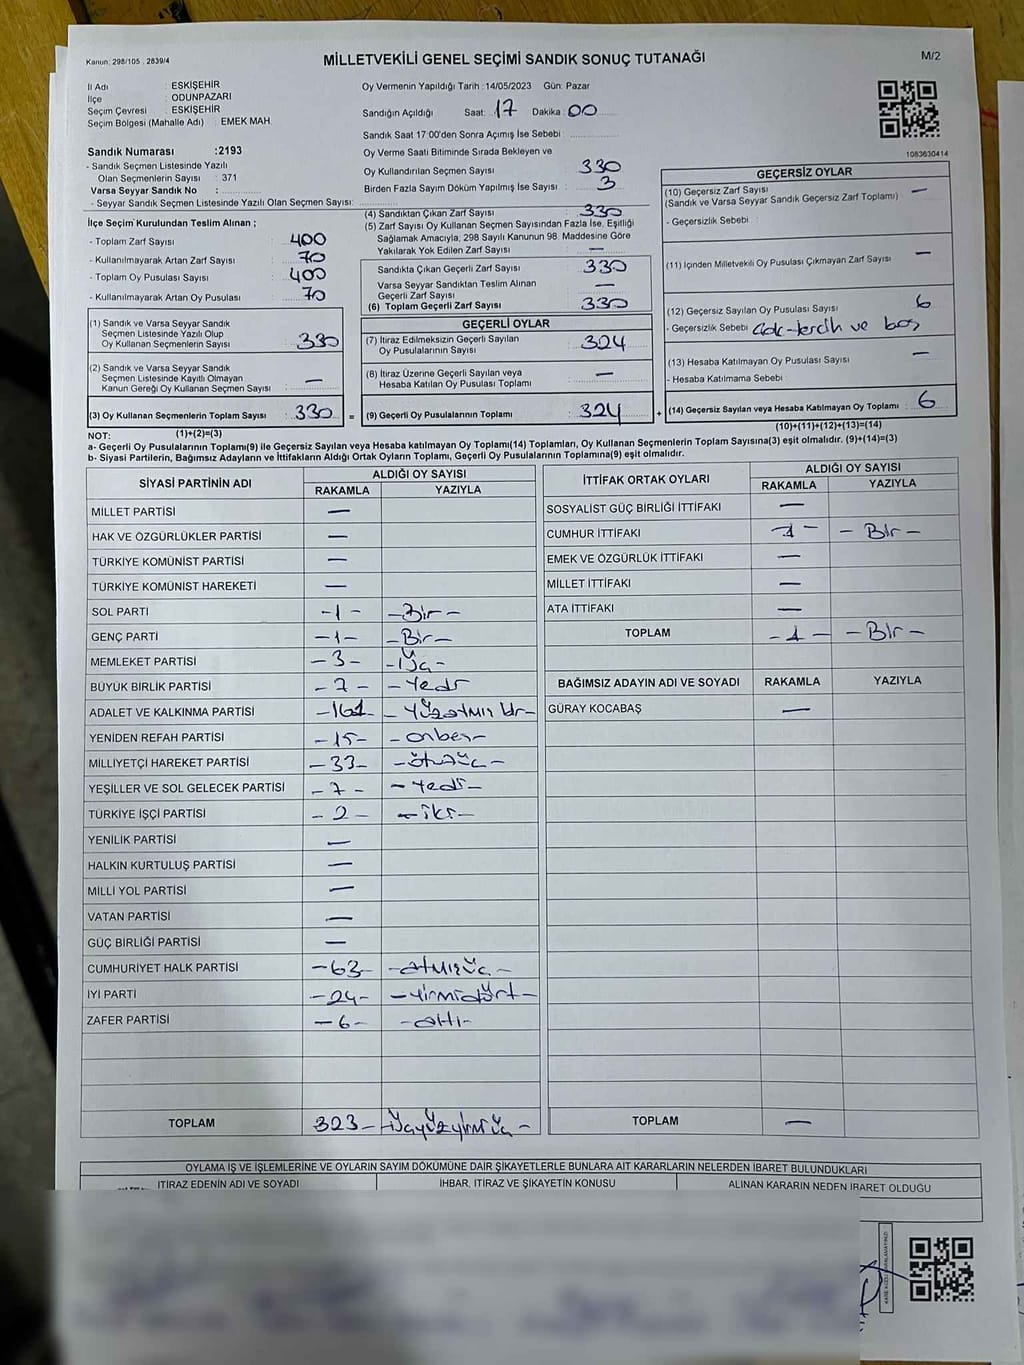 Kanun: 298/105 , 2839/4
MİLLETVEKİLİ GENEL SEÇİMİ SANDIK SONUÇ TUTANAĞI
M/2
İl Adı : ESKİŞEHİR
İlçe : ODUNPAZARI
Seçim Çevresi : ESKİŞEHİR
Seçim Bölgesi (Mahalle Adı) : EMEK MAH.
Sandık Numarası :2193
- Sandık Seçmen Listesinde Yazılı
Olan Seçmenlerin Sayısı : 371
Varsa Seyyar Sandık No :
- Seyyar Sandık Seçmen Listesinde Yazılı Olan Seçmen Sayısı:
Oy Vermenin Yapıldığı Tarih :14/05/2023 Gün: Pazar
Sandığın Açıldığı Saat: 17 Dakika : 00
Sandık Saat 17:00'den Sonra Açımış İse Sebebi :
Oy Verme Saati Bitiminde Sırada Bekleyen ve
Oy Kullandırılan Seçmen Sayısı 330
Birden Fazla Sayım Döküm Yapılmış İse Sayısı : 3
1083630414
İlçe Seçim Kurulundan Teslim Alınan ;
- Toplam Zarf Sayısı : 400
- Kullanılmayarak Artan Zarf Sayısı : 70
- Toplam Oy Pusulası Sayısı : 400
- Kullanılmayarak Artan Oy Pusulası : 70
(1) Sandık ve Varsa Seyyar Sandık
Seçmen Listesinde Yazılı Olup
Oy Kullanan Seçmenlerin Sayısı : 330
(2) Sandık ve Varsa Seyyar Sandık
Seçmen Listesinde Kayıtlı Olmayan
Kanun Gereği Oy Kullanan Seçmen Sayısı : —
(3) Oy Kullanan Seçmenlerin Toplam Sayısı : 330 =
(4) Sandıktan Çıkan Zarf Sayısı : 330
(5) Zarf Sayısı Oy Kullanan Seçmen Sayısından Fazla İse, Eşitliği
Sağlamak Amacıyla, 298 Sayılı Kanunun 98. Maddesine Göre
Yakılarak Yok Edilen Zarf Sayısı : —
Sandıkta Çıkan Geçerli Zarf Sayısı : 330
Varsa Seyyar Sandıktan Teslim Alınan
Geçerli Zarf Sayısı : —
(6) Toplam Geçerli Zarf Sayısı : 330
GEÇERLİ OYLAR
(7) İtiraz Edilmeksizin Geçerli Sayılan
Oy Pusulalarının Sayısı : 324
(8) İtiraz Üzerine Geçerli Sayılan veya
Hesaba Katılan Oy Pusulası Toplamı : —
(9) Geçerli Oy Pusulalarının Toplamı : 324 +
GEÇERSİZ OYLAR
(10) Geçersiz Zarf Sayısı : —
(Sandık ve Varsa Seyyar Sandık Geçersiz Zarf Toplamı)
- Geçersizlik Sebebi :
(11) İçinden Milletvekili Oy Pusulası Çıkmayan Zarf Sayısı : —
(12) Geçersiz Sayılan Oy Pusulası Sayısı : 6
- Geçersizlik Sebebi : çok-tercih ve boş
(13) Hesaba Katılmayan Oy Pusulası Sayısı : —
- Hesaba Katılmama Sebebi :
(14) Geçersiz Sayılan veya Hesaba Katılmayan Oy Toplamı : 6
(1)+(2)=(3)
(10)+(11)+(12)+(13)=(14)
NOT:
a- Geçerli Oy Pusulaları Toplamı(9) ile Geçersiz Sayılan veya Hesaba katılmayan Oy Toplamı(14) Toplamları, Oy Kullanan Seçmenlerin Toplam Sayısına(3) eşit olmalıdır. (9)+(14)=(3)
b- Siyasi Partilerin, Bağımsız Adayların ve İttifakların Aldığı Ortak Oyların Toplamı, Geçerli Oy Pusulalarının Toplamına(9) eşit olmalıdır.
SİYASİ PARTİNİN ADI ALDIĞI OY SAYISI
RAKAMLA YAZIYLA
MİLLET PARTİSİ —
HAK VE ÖZGÜRLÜKLER PARTİSİ —
TÜRKİYE KOMÜNİST PARTİSİ —
TÜRKİYE KOMÜNİST HAREKETİ —
SOL PARTİ -1- -Bir-
GENÇ PARTİ -1- -Bir-
MEMLEKET PARTİSİ -3- -Üç-
BÜYÜK BİRLİK PARTİSİ -7- -Yedi
ADALET VE KALKINMA PARTİSİ -161- -Yüzatmış bir-
YENİDEN REFAH PARTİSİ -15- -onbeş-
MİLLİYETÇİ HAREKET PARTİSİ -33- -otuzüç-
YEŞİLLER VE SOL GELECEK PARTİSİ -7- -Yedi-
TÜRKİYE İŞÇİ PARTİSİ -2- -iki-
YENİLİK PARTİSİ —
HALKIN KURTULUŞ PARTİSİ —
MİLLİ YOL PARTİSİ —
VATAN PARTİSİ —
GÜÇ BİRLİĞİ PARTİSİ —
CUMHURİYET HALK PARTİSİ -63- -atmışüç-
İYİ PARTİ -24- -Yirmidört-
ZAFER PARTİSİ -6- -altı-
TOPLAM 323- -Üçyüzyirmiüç-
İTTİFAK ORTAK OYLARI ALDIĞI OY SAYISI
RAKAMLA YAZIYLA
SOSYALİST GÜÇ BİRLİĞİ İTTİFAKI —
CUMHUR İTTİFAKI -1- -Bir-
EMEK VE ÖZGÜRLÜK İTTİFAKI —
MİLLET İTTİFAKI —
ATA İTTİFAKI —
TOPLAM -1- -Bir-
BAĞIMSIZ ADAYIN ADI VE SOYADI RAKAMLA YAZIYLA
GÜRAY KOCABAŞ —
TOPLAM —
OYLAMA İŞ VE İŞLEMLERİNE VE OYLARIN SAYIM DÖKÜMÜNE DAİR ŞİKAYETLERLE BUNLARA AİT KARARLARIN NELERDEN İBARET BULUNDUKLARI
İTİRAZ EDENİN ADI VE SOYADI İHBAR, İTİRAZ VE ŞİKAYETİN KONUSU ALINAN KARARIN NEDEN İBARET OLDUĞU